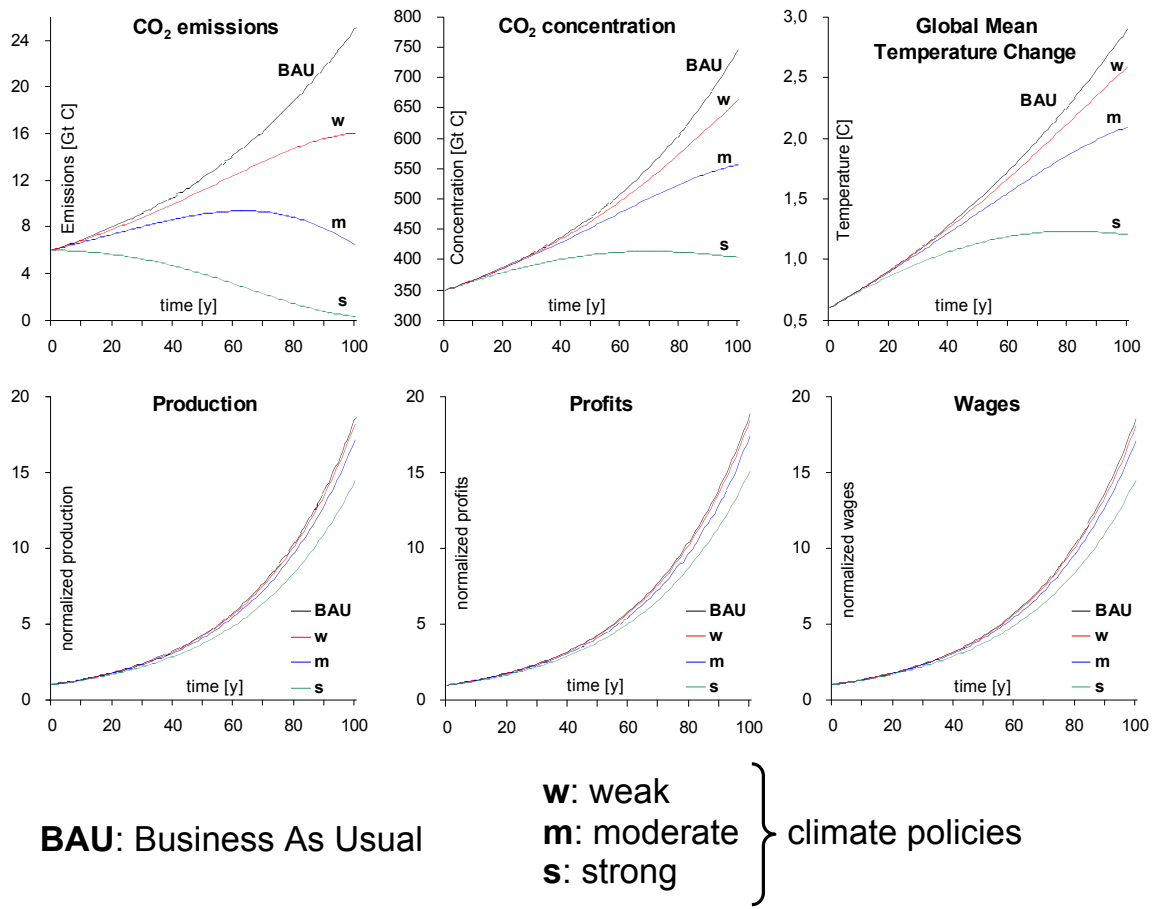 CO₂ emissions
24
20
16
12
8
4
0
Emissions [Gt C]
BAU
w
m
s
time [y]
0 20 40 60 80 100
CO₂ concentration
800
750
700
650
600
550
500
450
400
350
300
Concentration [Gt C]
BAU
w
m
s
time [y]
0 20 40 60 80 100
Global Mean
Temperature Change
3,0
2,5
2,0
1,5
1,0
0,5
Temperature [C]
BAU
w
m
s
time [y]
0 20 40 60 80 100
Production
20
15
10
5
0
normalized production
BAU
w
m
s
time [y]
0 20 40 60 80 100
Profits
20
15
10
5
0
normalized profits
BAU
w
m
s
time [y]
0 20 40 60 80 100
Wages
20
15
10
5
0
normalized wages
BAU
w
m
s
time [y]
0 20 40 60 80 100
BAU: Business As Usual
w: weak
m: moderate
s: strong
climate policies